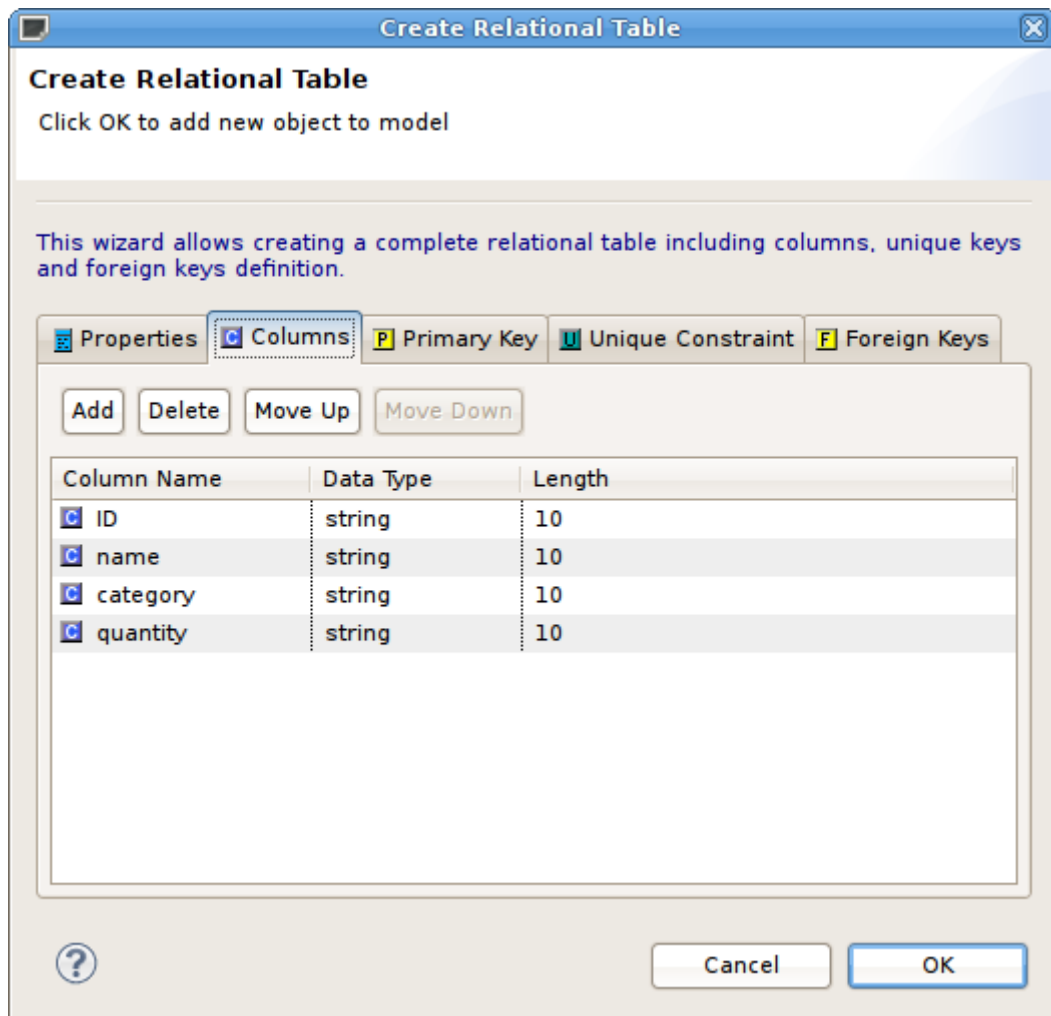 Create Relational Table
Create Relational Table
Click OK to add new object to model
This wizard allows creating a complete relational table including columns, unique keys
and foreign keys definition.
Properties C Columns P Primary Key U Unique Constraint F Foreign Keys
Add Delete Move Up Move Down
Column Name Data Type Length
C ID string 10
C name string 10
C category string 10
C quantity string 10
? Cancel OK